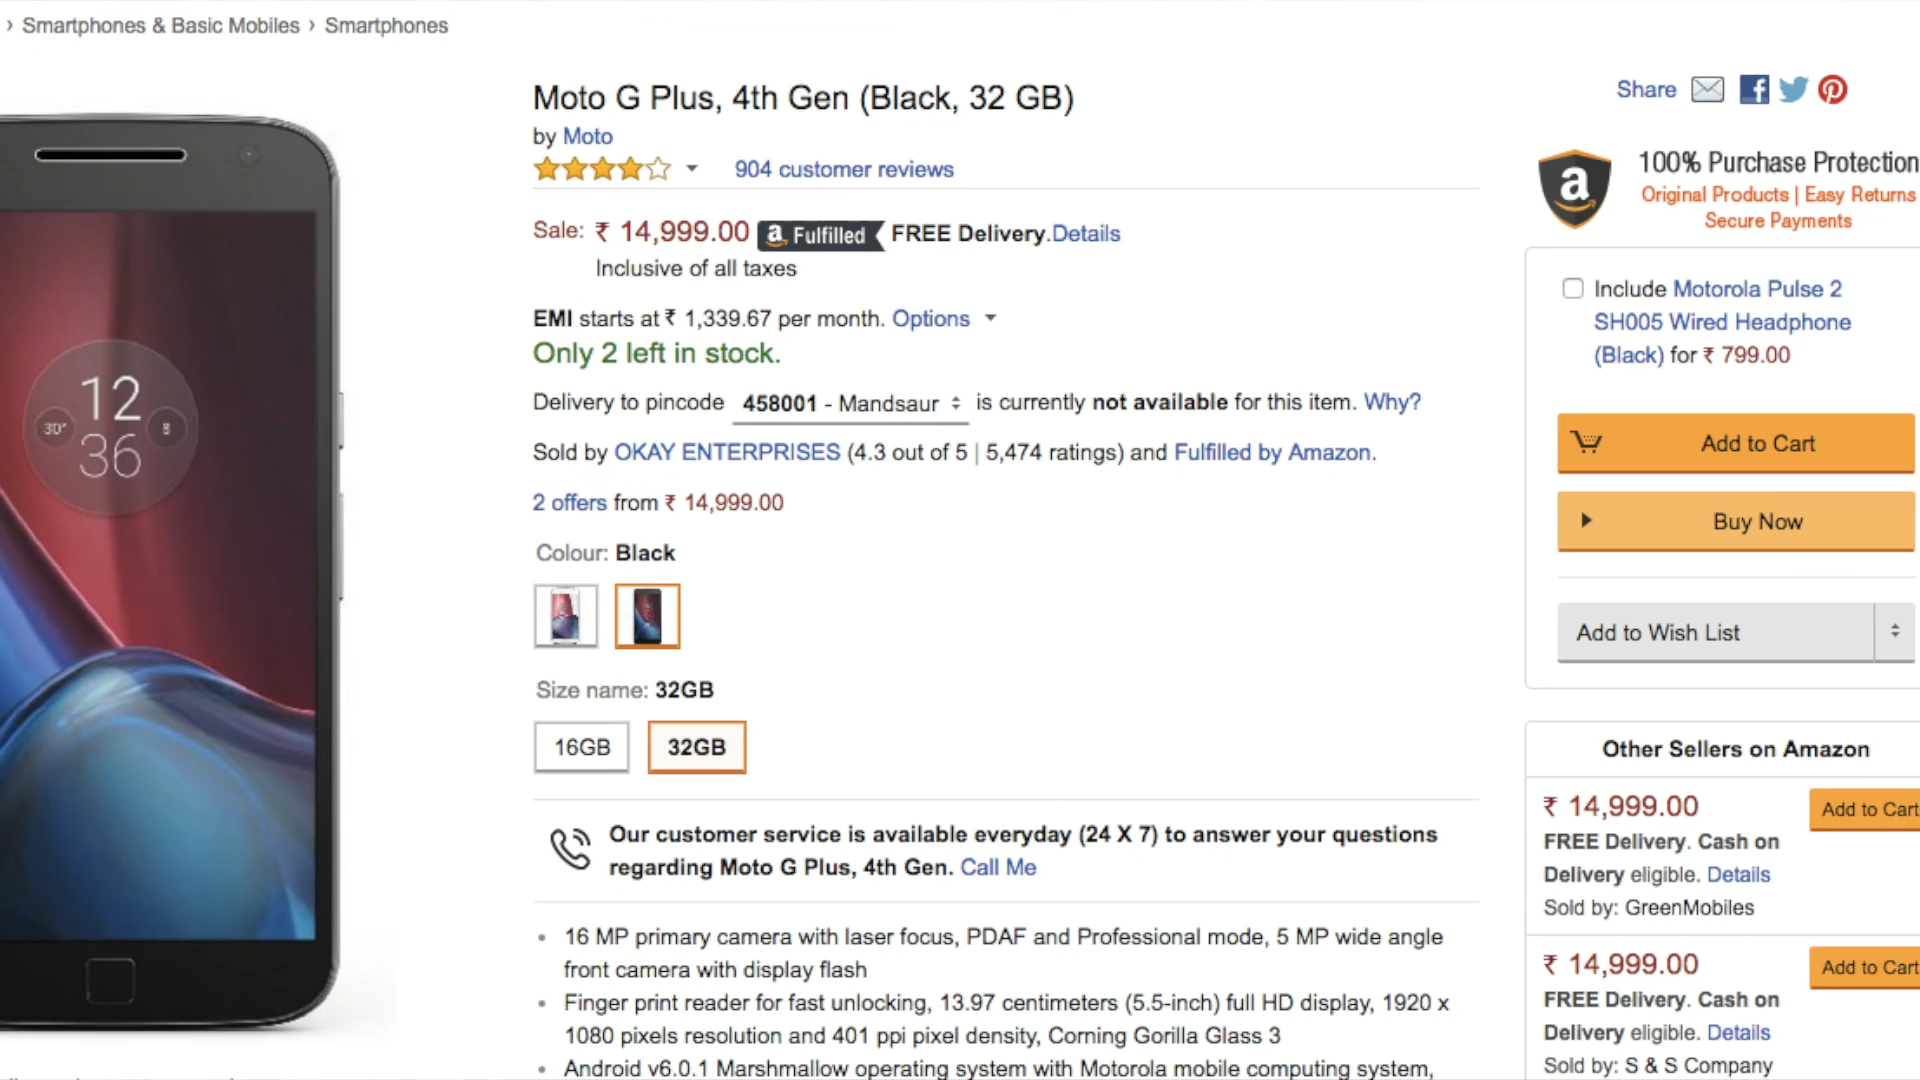 › Smartphones & Basic Mobiles › Smartphones
Moto G Plus, 4th Gen (Black, 32 GB)
by Moto
904 customer reviews
Sale: ₹ 14,999.00 a Fulfilled FREE Delivery.Details
Inclusive of all taxes
EMI starts at ₹ 1,339.67 per month. Options
Only 2 left in stock.
Delivery to pincode 458001 - Mandsaur is currently not available for this item. Why?
Sold by OKAY ENTERPRISES (4.3 out of 5 | 5,474 ratings) and Fulfilled by Amazon.
2 offers from ₹ 14,999.00
Colour: Black
Size name: 32GB
16GB 32GB
Our customer service is available everyday (24 X 7) to answer your questions
regarding Moto G Plus, 4th Gen. Call Me
• 16 MP primary camera with laser focus, PDAF and Professional mode, 5 MP wide angle
front camera with display flash
• Finger print reader for fast unlocking, 13.97 centimeters (5.5-inch) full HD display, 1920 x
1080 pixels resolution and 401 ppi pixel density, Corning Gorilla Glass 3
• Android v6.0.1 Marshmallow operating system with Motorola mobile computing system,
12
36
Share
a
100% Purchase Protection
Original Products | Easy Returns
Secure Payments
Include Motorola Pulse 2
SH005 Wired Headphone
(Black) for ₹ 799.00
Add to Cart
Buy Now
Add to Wish List
Other Sellers on Amazon
₹ 14,999.00 Add to Cart
FREE Delivery. Cash on
Delivery eligible. Details
Sold by: GreenMobiles
₹ 14,999.00 Add to Cart
FREE Delivery. Cash on
Delivery eligible. Details
Sold by: S & S Company